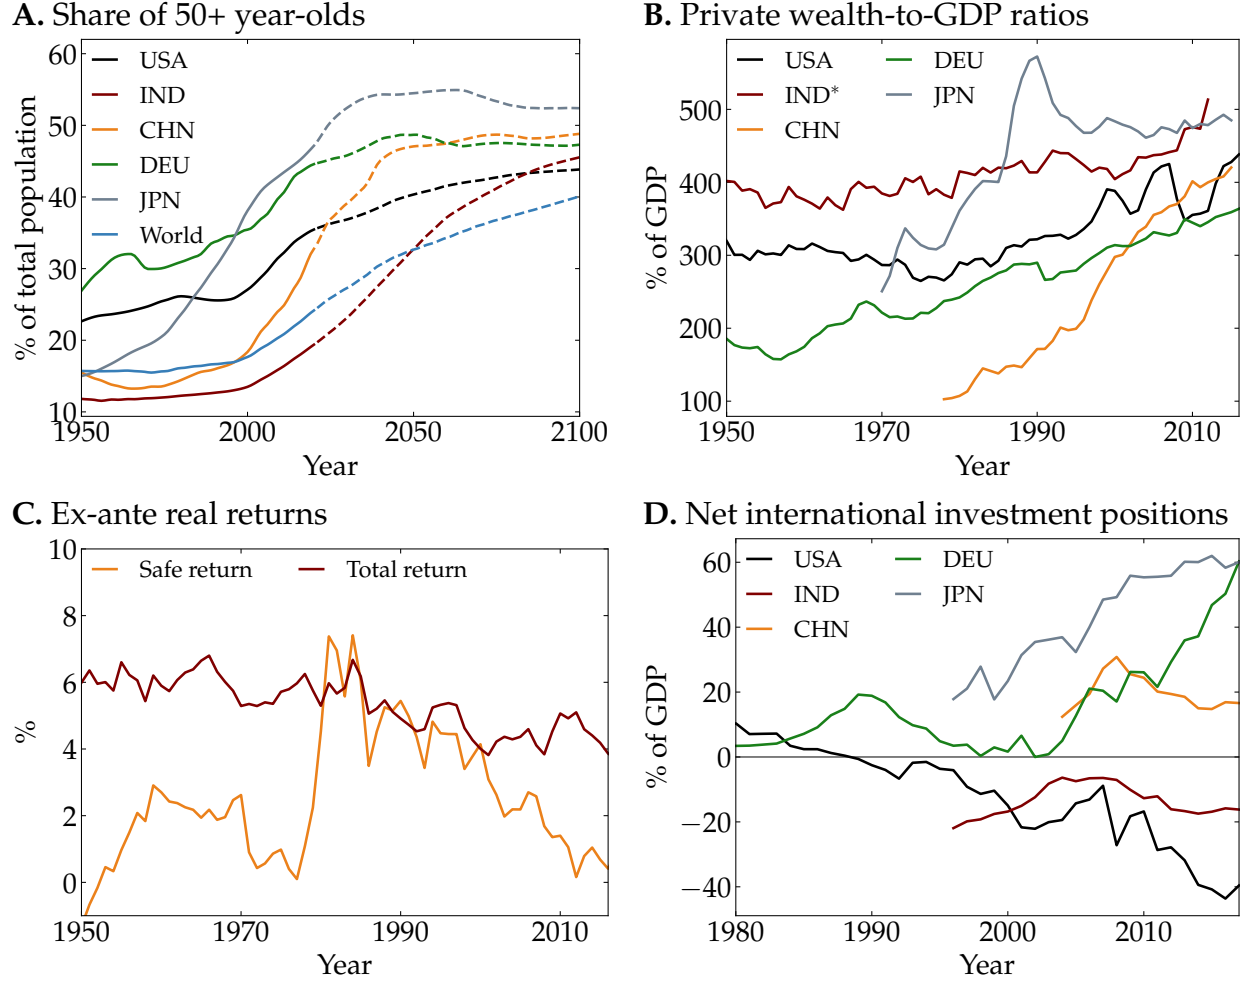 A. Share of 50+ year-olds
% of total population
60
50
40
30
20
10
USA
IND
CHN
DEU
JPN
World
1950
2000
2050
2100
Year
B. Private wealth-to-GDP ratios
% of GDP
500
400
300
200
100
USA
IND*
CHN
DEU
JPN
1950
1970
1990
2010
Year
C. Ex-ante real returns
%
10
8
6
4
2
0
Safe return
Total return
1950
1970
1990
2010
Year
D. Net international investment positions
% of GDP
60
40
20
0
−20
−40
USA
IND
CHN
DEU
JPN
1980
1990
2000
2010
Year